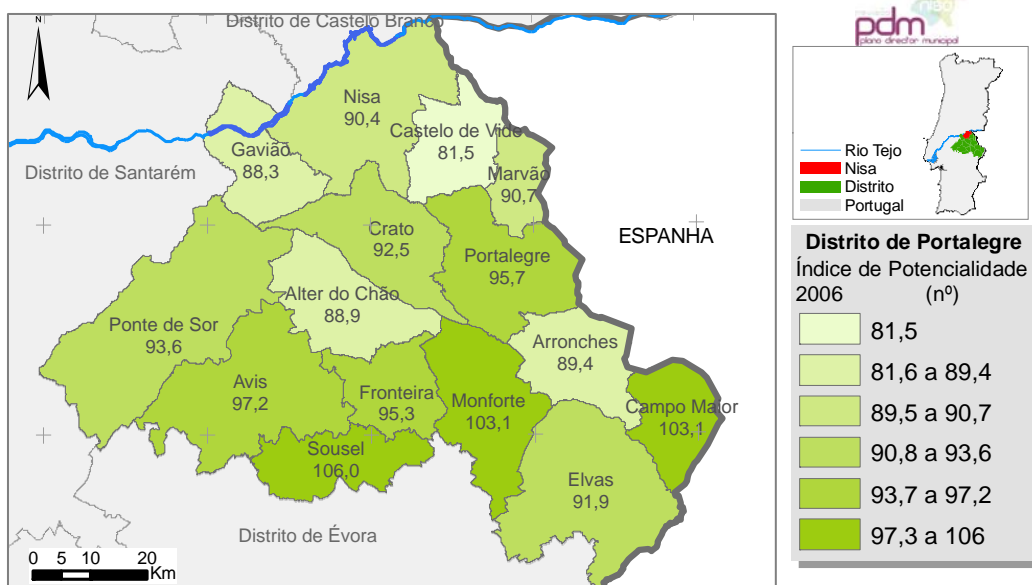 Distrito de Castelo Branco
N
Nisa
90,4
Castelo de Vide
81,5
Gavião
88,3
Distrito de Santarém
Marvão
90,7
Crato
92,5
ESPANHA
Portalegre
95,7
Alter do Chão
88,9
Ponte de Sor
93,6
Arronches
89,4
Avis
97,2
Fronteira
95,3
Monforte
103,1
Campo Maior
103,1
Sousel
106,0
Elvas
91,9
Distrito de Évora
0 5 10 20
Km
nisa
pdm
plano director municipal
Rio Tejo
Nisa
Distrito
Portugal
Distrito de Portalegre
Índice de Potencialidade
2006 (nº)
81,5
81,6 a 89,4
89,5 a 90,7
90,8 a 93,6
93,7 a 97,2
97,3 a 106